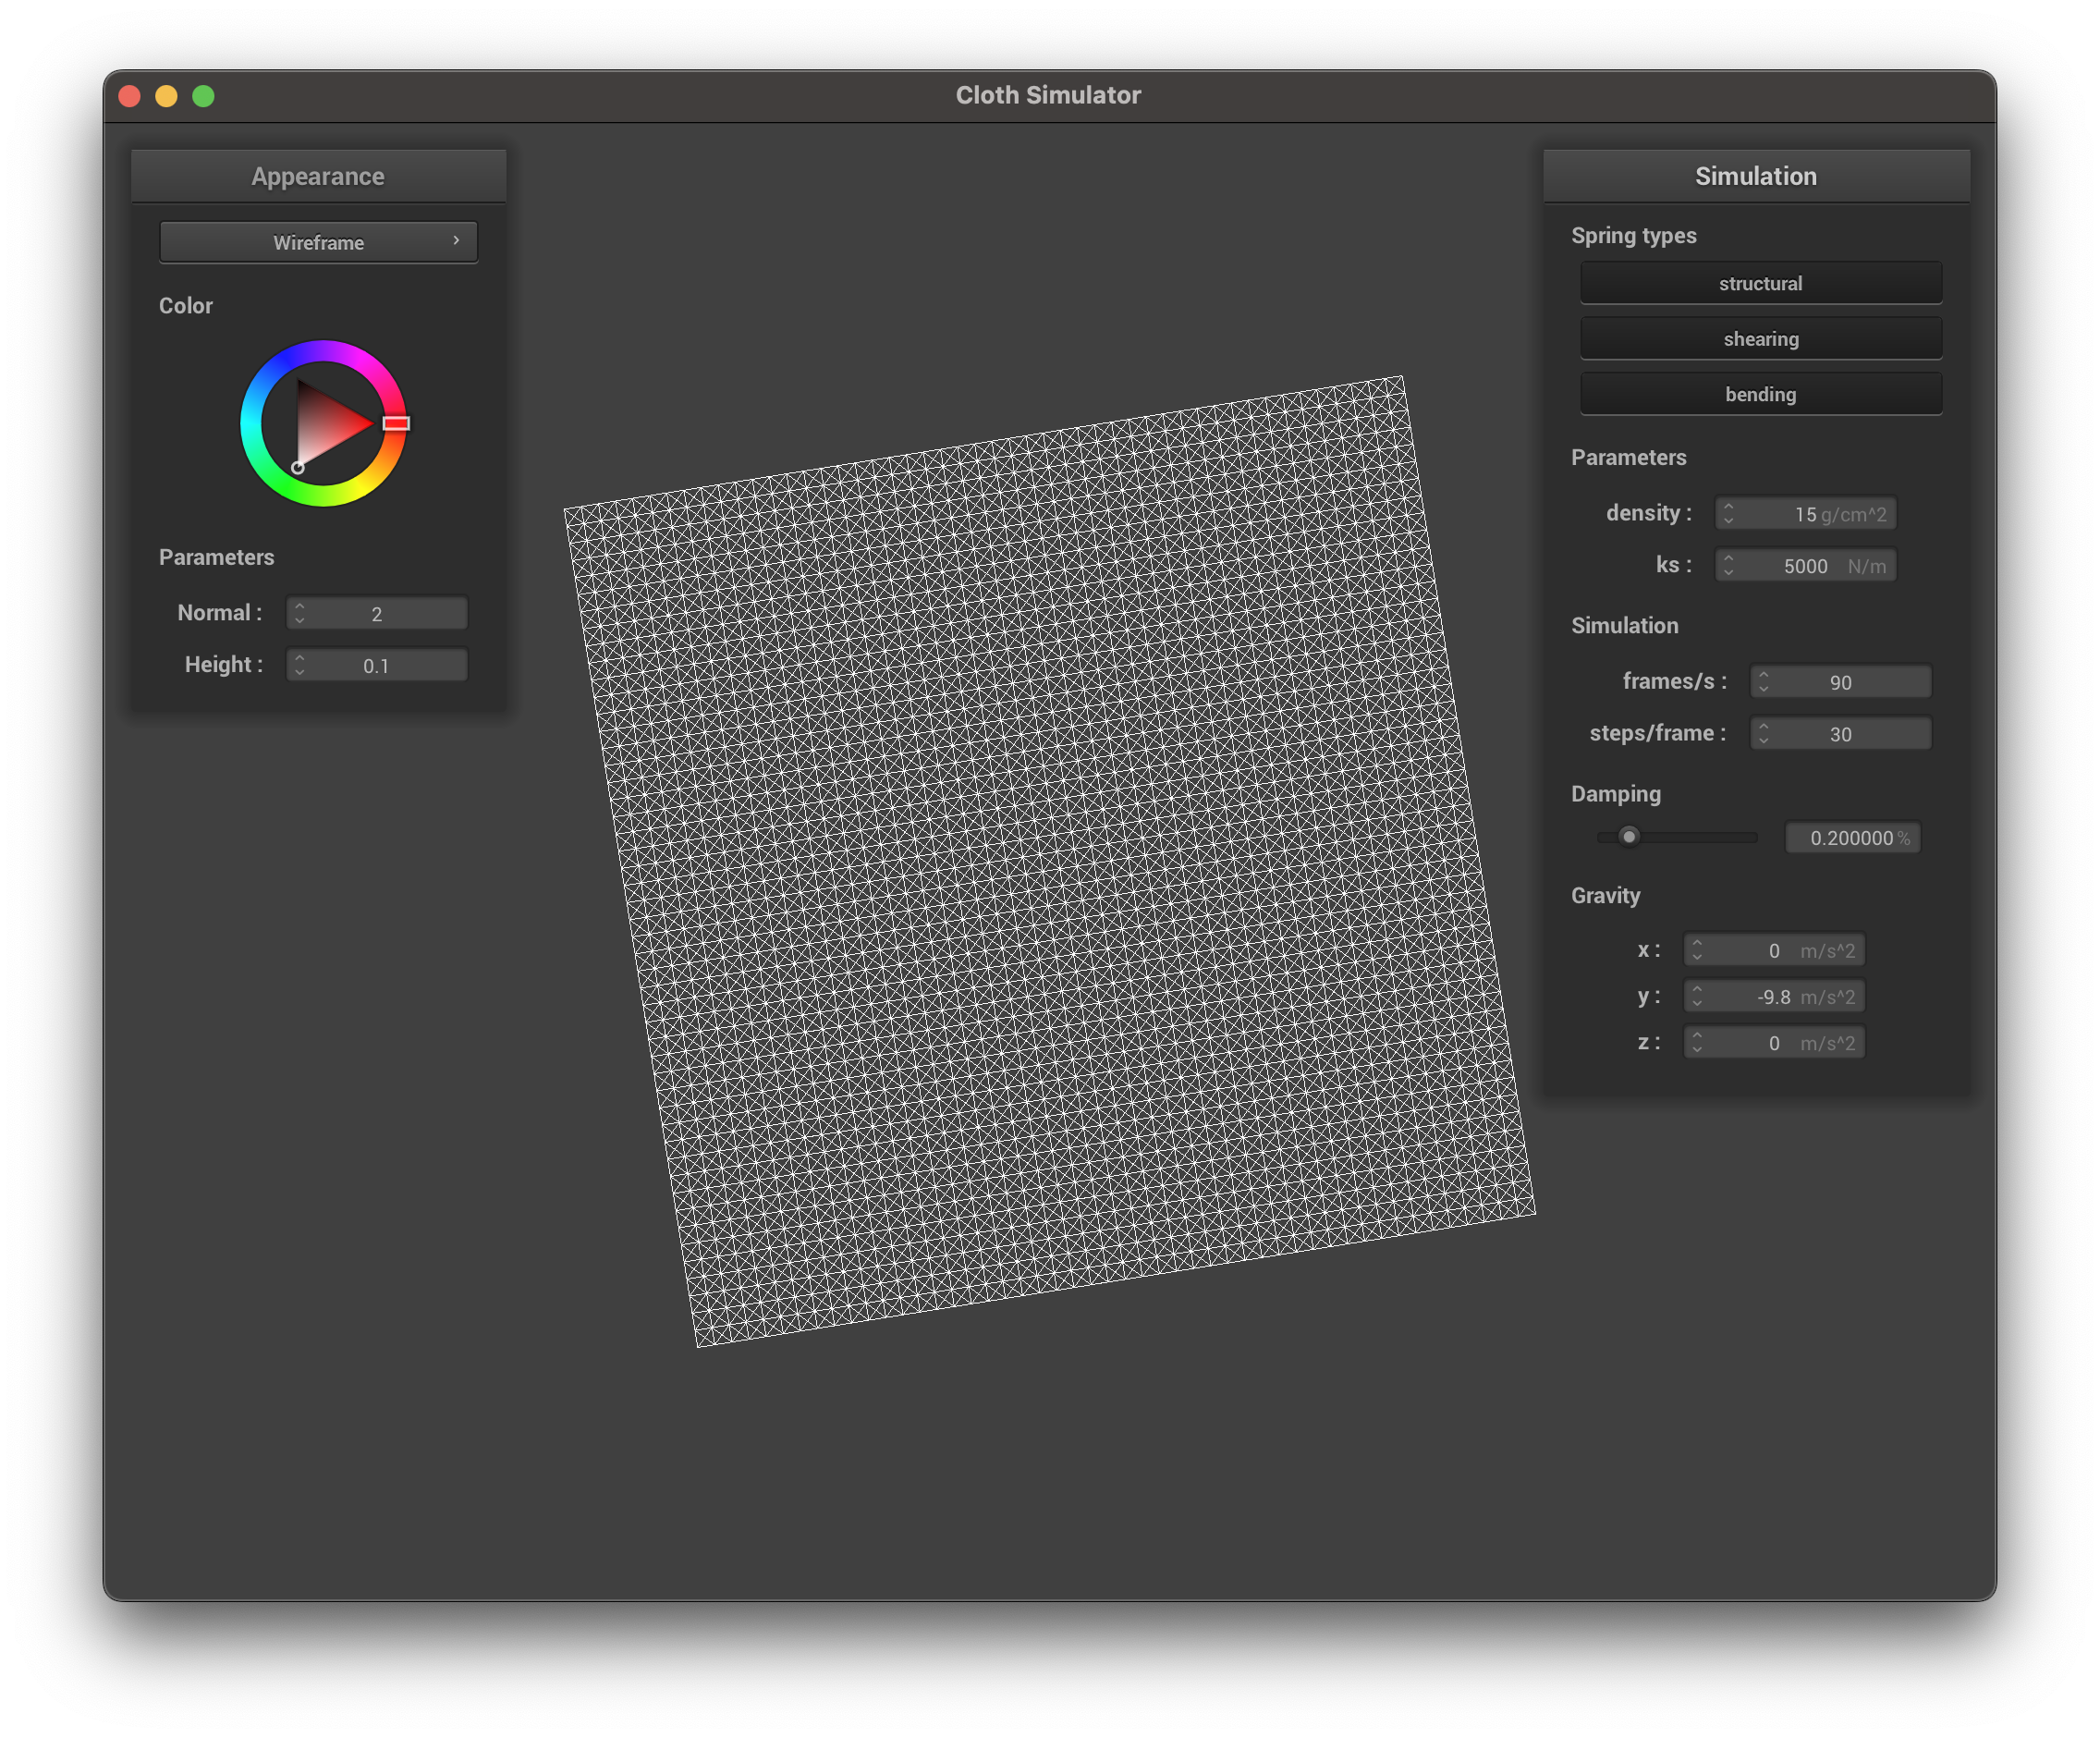 Cloth Simulator
Appearance
Wireframe
Color
Parameters
Normal : 2
Height : 0.1
Simulation
Spring types
structural
shearing
bending
Parameters
density : 15 g/cm^2
ks : 5000 N/m
Simulation
frames/s : 90
steps/frame : 30
Damping
0.200000 %
Gravity
x : 0 m/s^2
y : -9.8 m/s^2
z : 0 m/s^2